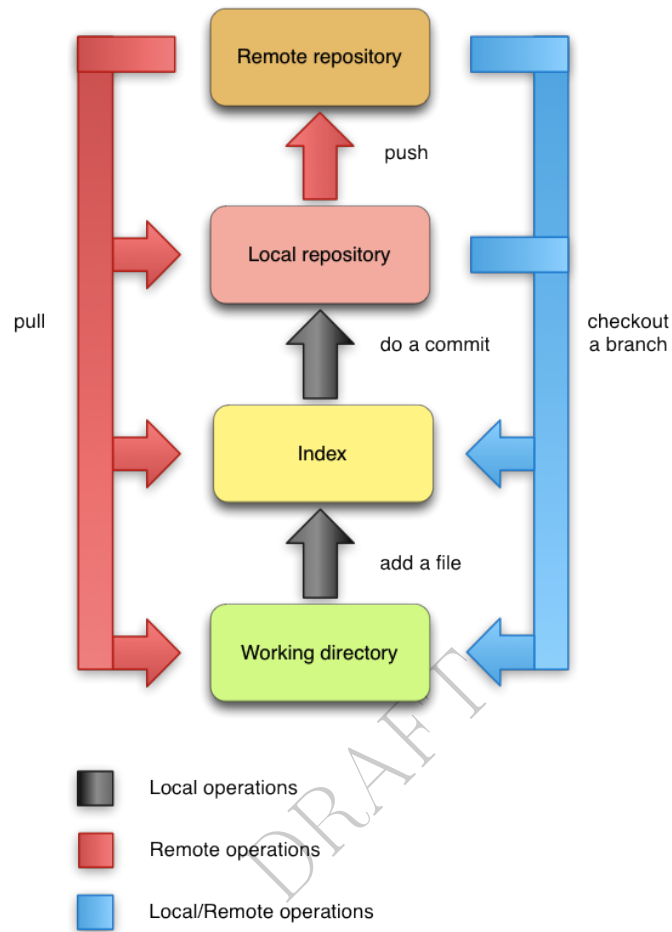 Remote repository
push
Local repository
pull
do a commit
checkout
a branch
Index
add a file
Working directory
DRAFT
Local operations
Remote operations
Local/Remote operations